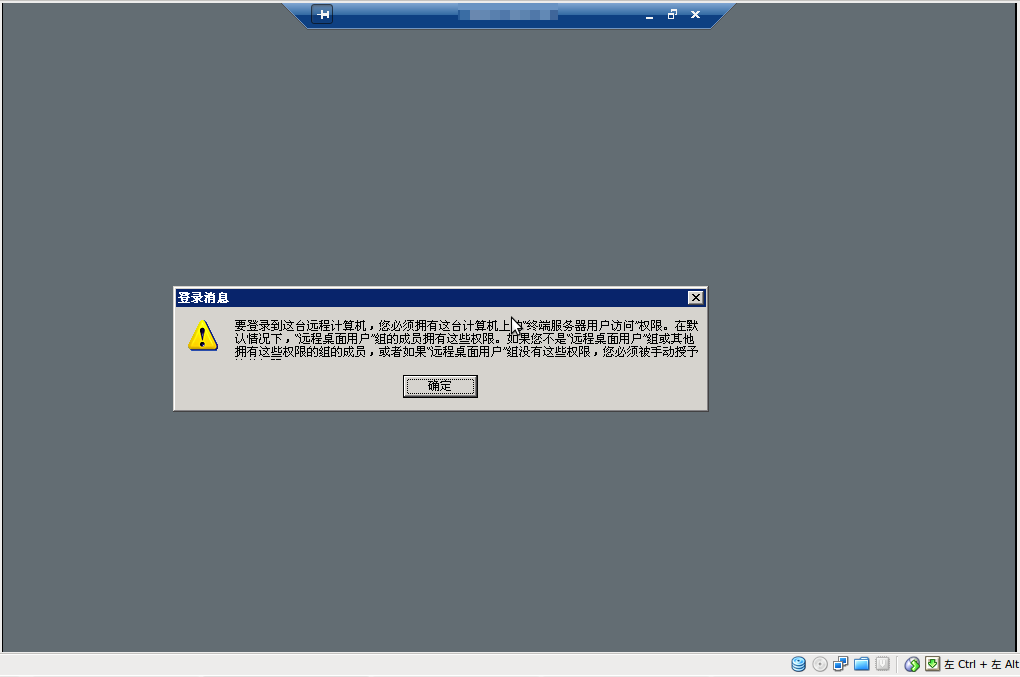 登录消息
要登录到这台远程计算机，您必须拥有这台计算机上的"终端服务器用户访问"权限。在默
认情况下，"远程桌面用户"组的成员拥有这些权限。如果您不是"远程桌面用户"组或其他
拥有这些权限的组的成员，或者如果"远程桌面用户"组没有这些权限，您必须被手动授予
确定
左 Ctrl + 左 Alt